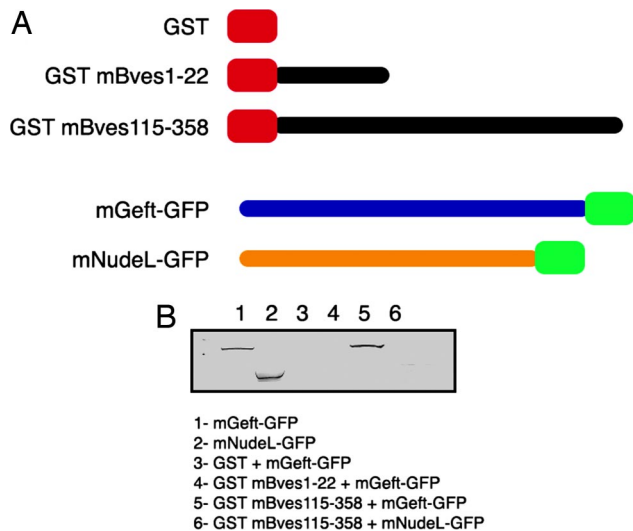 A
GST
GST mBves1-22
GST mBves115-358
mGeft-GFP
mNudeL-GFP
B
1 2 3 4 5 6
1- mGeft-GFP
2- mNudeL-GFP
3- GST + mGeft-GFP
4- GST mBves1-22 + mGeft-GFP
5- GST mBves115-358 + mGeft-GFP
6- GST mBves115-358 + mNudeL-GFP